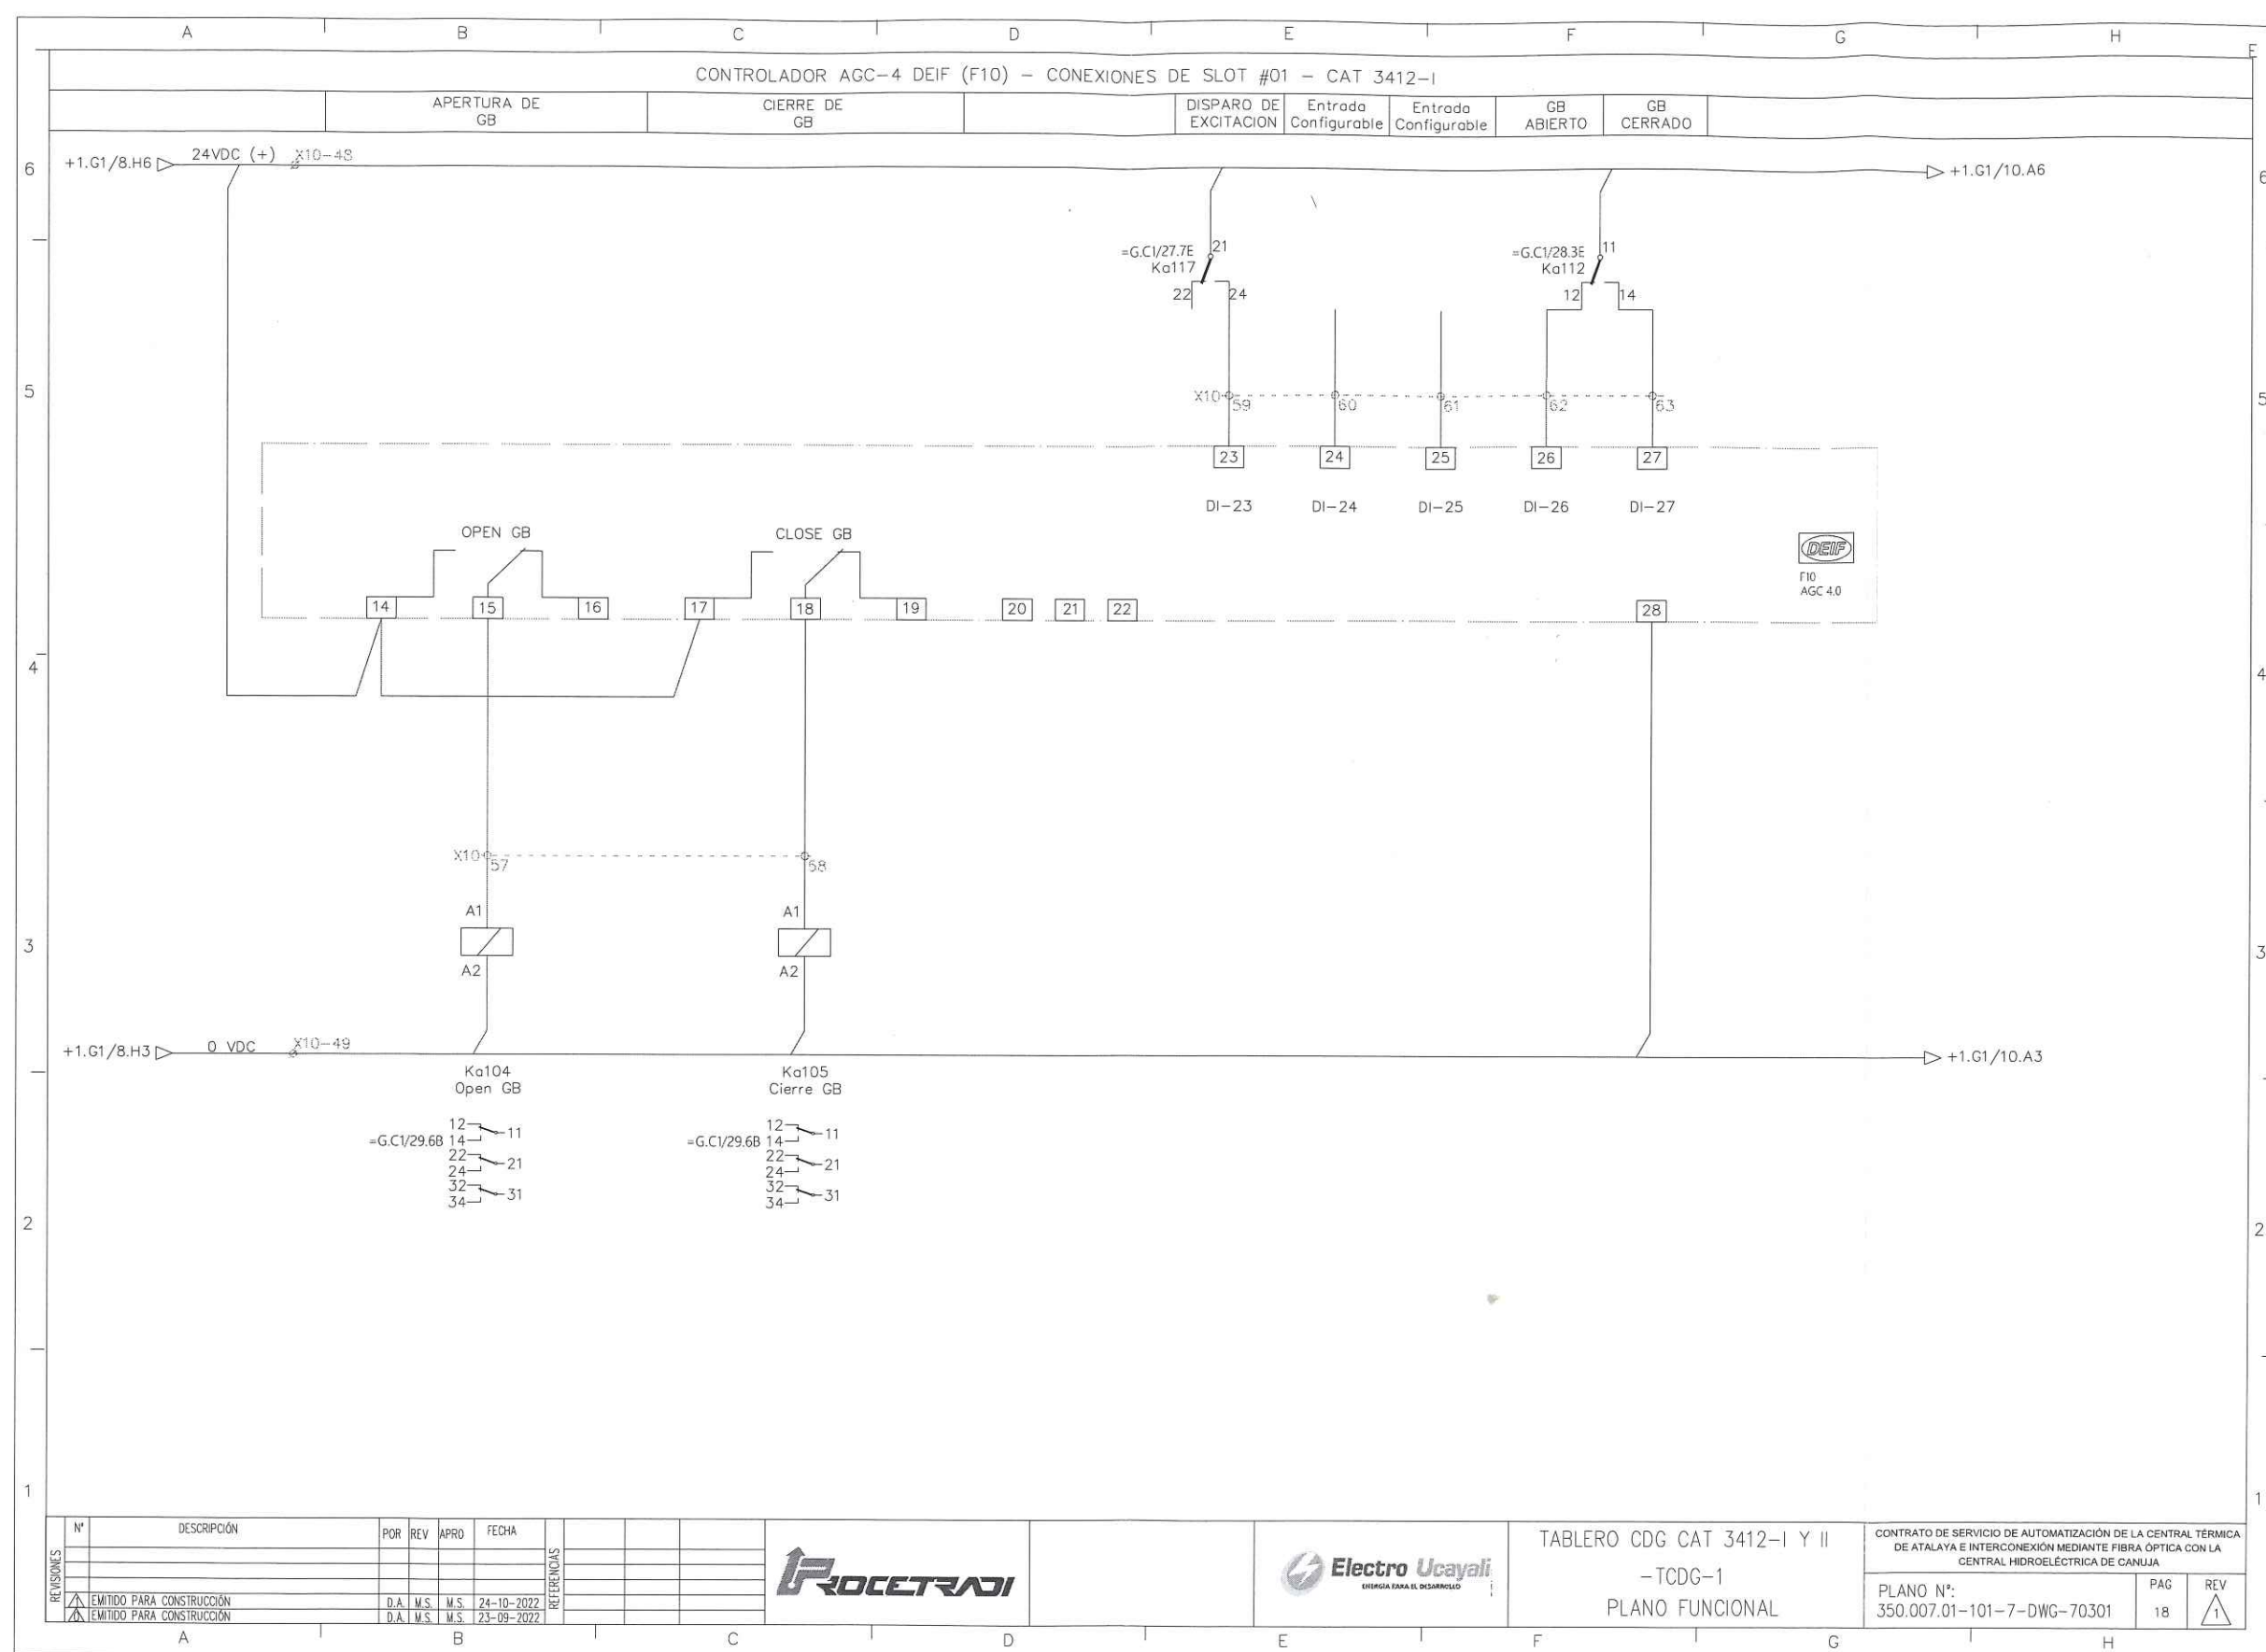 A B C D E F G H
E
CONTROLADOR AGC-4 DEIF (F10) - CONEXIONES DE SLOT #01 - CAT 3412-I
APERTURA DE
GB
CIERRE DE
GB
DISPARO DE
EXCITACION
Entrada
Configurable
Entrada
Configurable
GB
ABIERTO
GB
CERRADO
6
+1.G1/8.H6 24VDC (+) X10-48
+1.G1/10.A6
6
=G.C1/27.7E 21
Ka117
22 24
=G.C1/28.3E 11
Ka112
12 14
5
X10 59 60 61 62 63
5
23 24 25 26 27
DI-23 DI-24 DI-25 DI-26 DI-27
OPEN GB
CLOSE GB
DEIF
F10
AGC 4.0
14 15 16 17 18 19 20 21 22 28
4
4
X10 57 58
A1 A1
3
3
A2 A2
+1.G1/8.H3 0 VDC X10-49
+1.G1/10.A3
Ka104
Open GB
Ka105
Cierre GB
12 11
=G.C1/29.6B 14
22 21
24
32 31
34
12 11
=G.C1/29.6B 14
22 21
24
32 31
34
2
2
1
1
REVISIONES
N° DESCRIPCIÓN POR REV APRO FECHA
1 EMITIDO PARA CONSTRUCCIÓN D.A. M.S. M.S. 24-10-2022
EMITIDO PARA CONSTRUCCIÓN D.A. M.S. M.S. 23-09-2022
REFERENCIAS
PROCETRADI
Electro Ucayali
ENERGÍA PARA EL DESARROLLO
TABLERO CDG CAT 3412-I Y II
-TCDG-1
PLANO FUNCIONAL
CONTRATO DE SERVICIO DE AUTOMATIZACIÓN DE LA CENTRAL TÉRMICA
DE ATALAYA E INTERCONEXIÓN MEDIANTE FIBRA ÓPTICA CON LA
CENTRAL HIDROELÉCTRICA DE CANUJA
PLANO N°:
350.007.01-101-7-DWG-70301
PAG
18
REV
1
A B C D E F G H